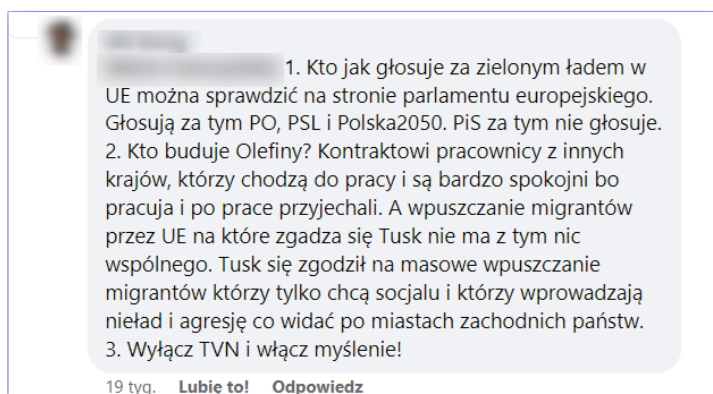 1. Kto jak głosuje za zielonym ładem w
UE można sprawdzić na stronie parlamentu europejskiego.
Głosują za tym PO, PSL i Polska2050. PiS za tym nie głosuje.
2. Kto buduje Olefiny? Kontraktowi pracownicy z innych
krajów, którzy chodzą do pracy i są bardzo spokojni bo
pracuja i po prace przyjechali. A wpuszczanie migrantów
przez UE na które zgadza się Tusk nie ma z tym nic
wspólnego. Tusk się zgodził na masowe wpuszczanie
migrantów którzy tylko chcą socjalu i którzy wprowadzają
nieład i agresję co widać po miastach zachodnich państw.
3. Wyłącz TVN i włącz myślenie!
19 tyg. Lubię to! Odpowiedz